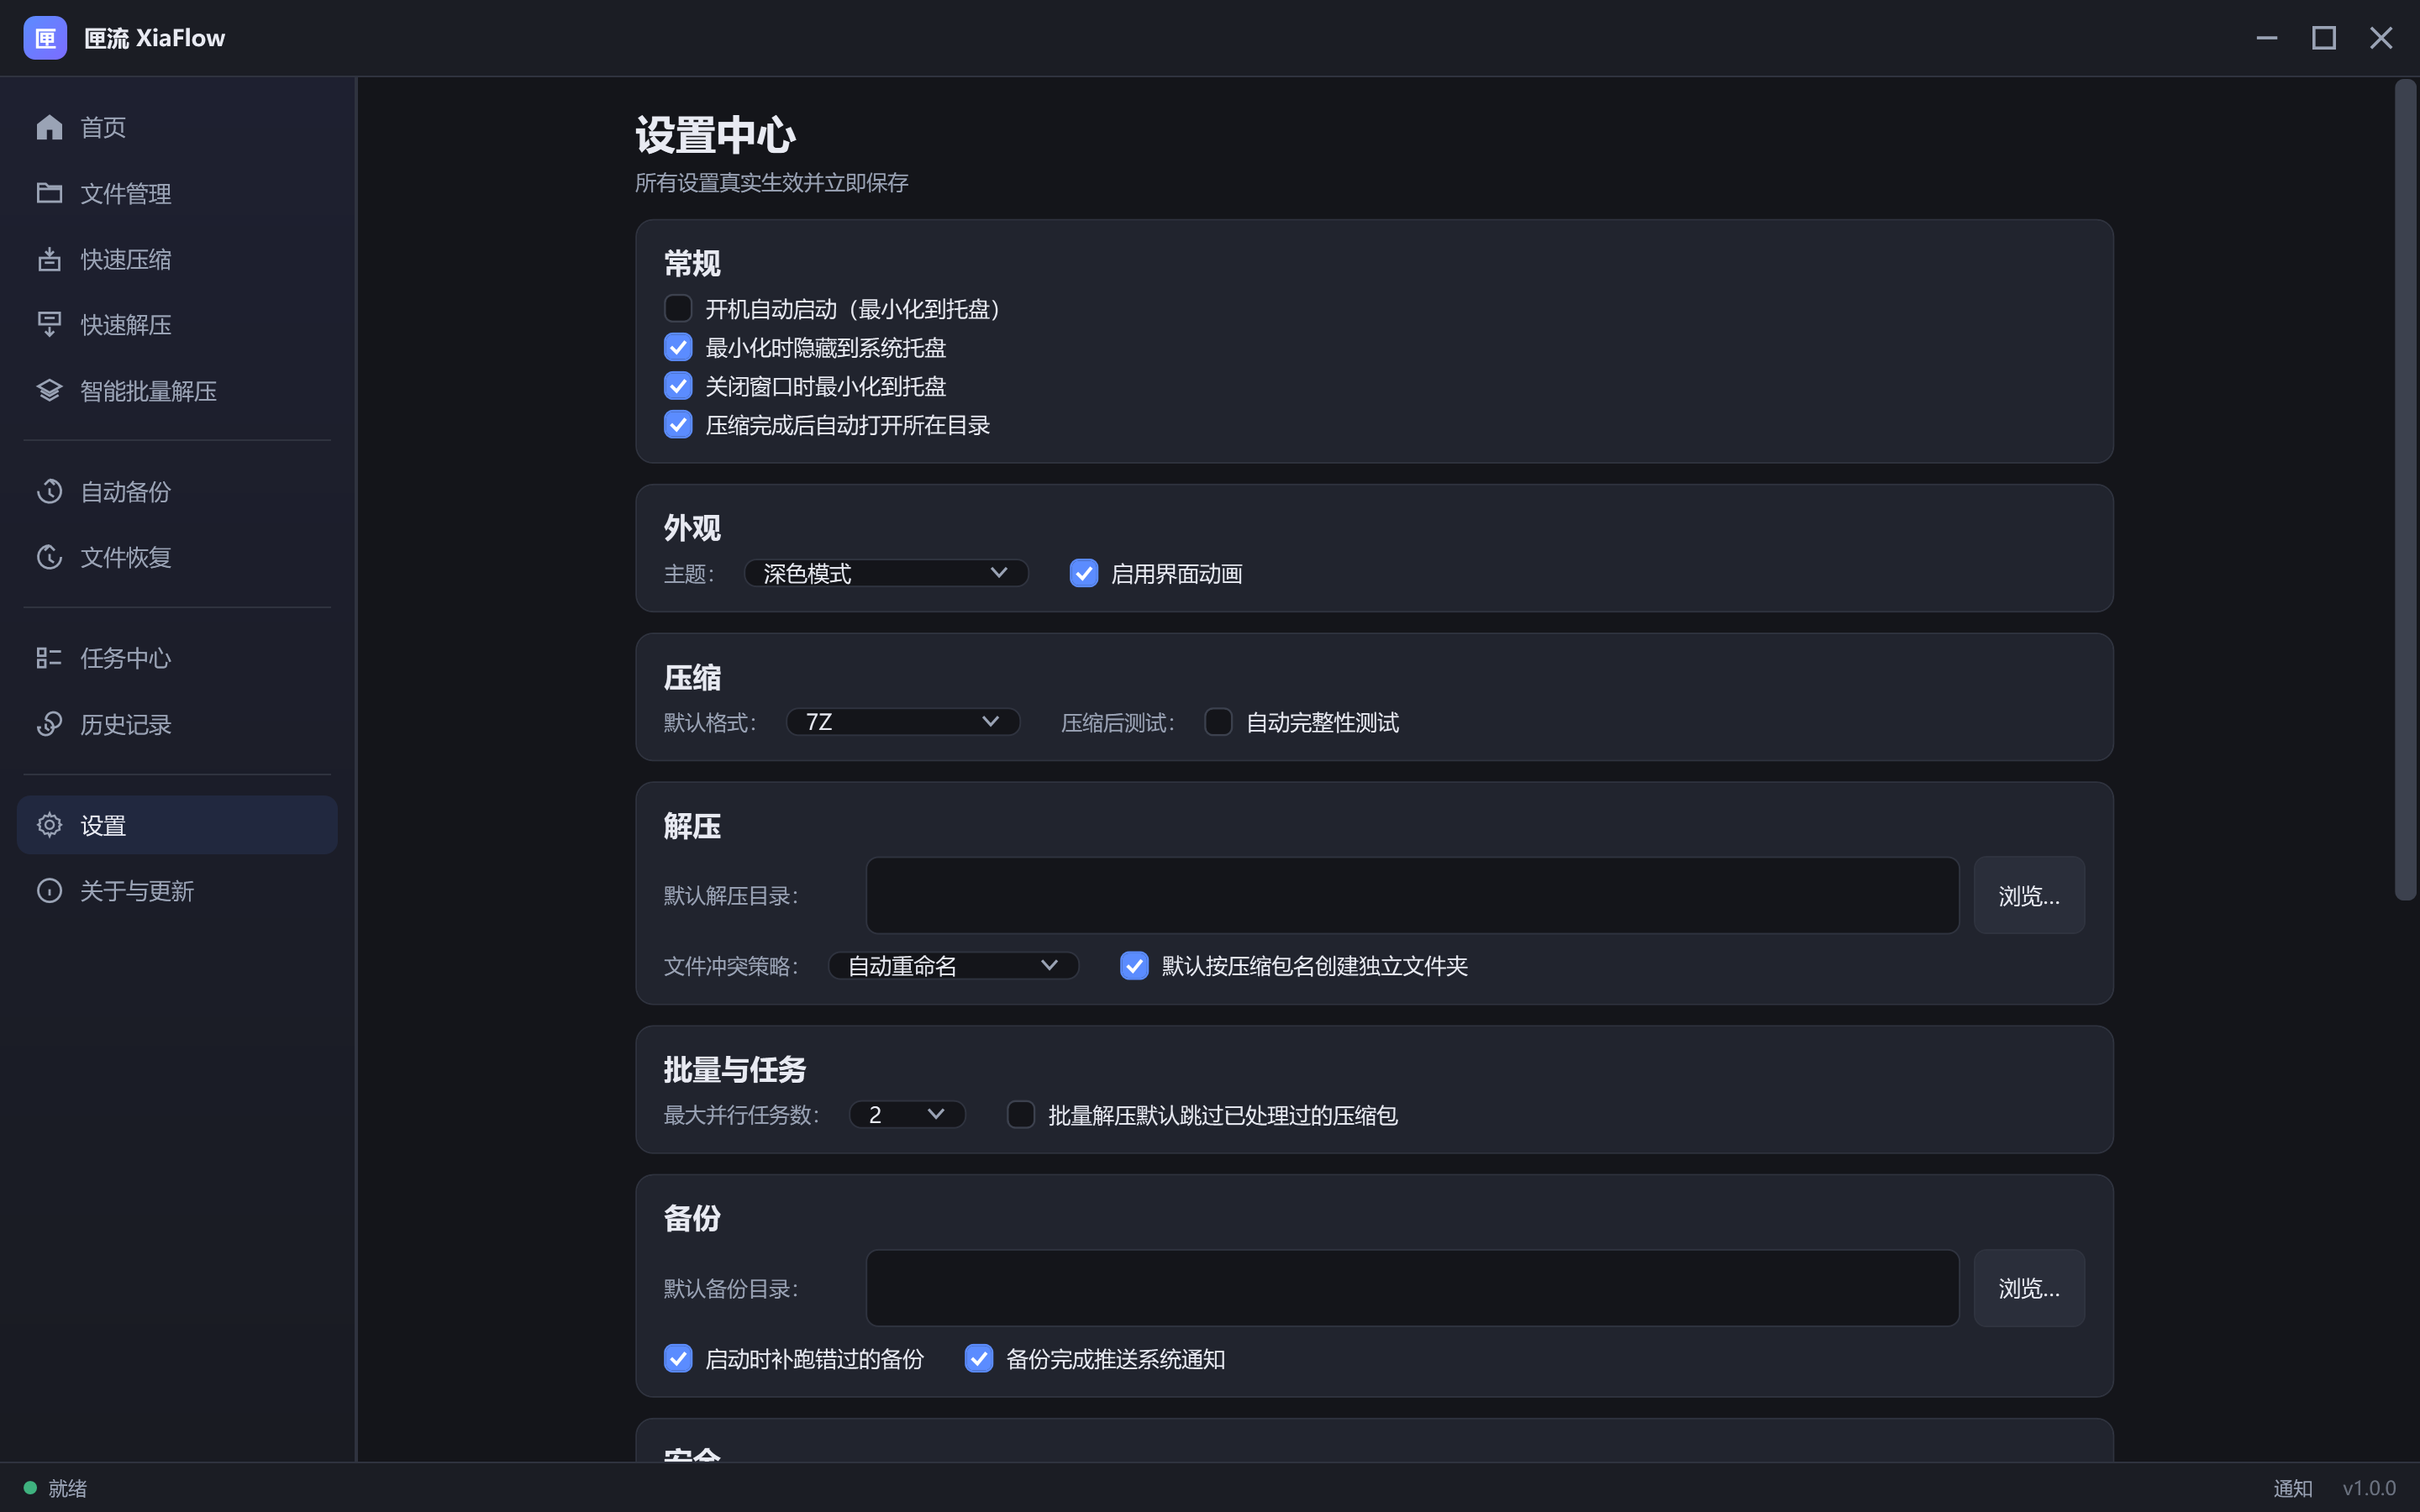 匣 匣流 XiaFlow
首页
文件管理
快速压缩
快速解压
智能批量解压
自动备份
文件恢复
任务中心
历史记录
设置
关于与更新
设置中心
所有设置真实生效并立即保存
常规
开机自动启动（最小化到托盘）
最小化时隐藏到系统托盘
关闭窗口时最小化到托盘
压缩完成后自动打开所在目录
外观
主题： 深色模式 启用界面动画
压缩
默认格式： 7Z 压缩后测试： 自动完整性测试
解压
默认解压目录： 浏览...
文件冲突策略： 自动重命名 默认按压缩包名创建独立文件夹
批量与任务
最大并行任务数： 2 批量解压默认跳过已处理过的压缩包
备份
默认备份目录： 浏览...
启动时补跑错过的备份 备份完成推送系统通知
安全
就绪 通知 v1.0.0